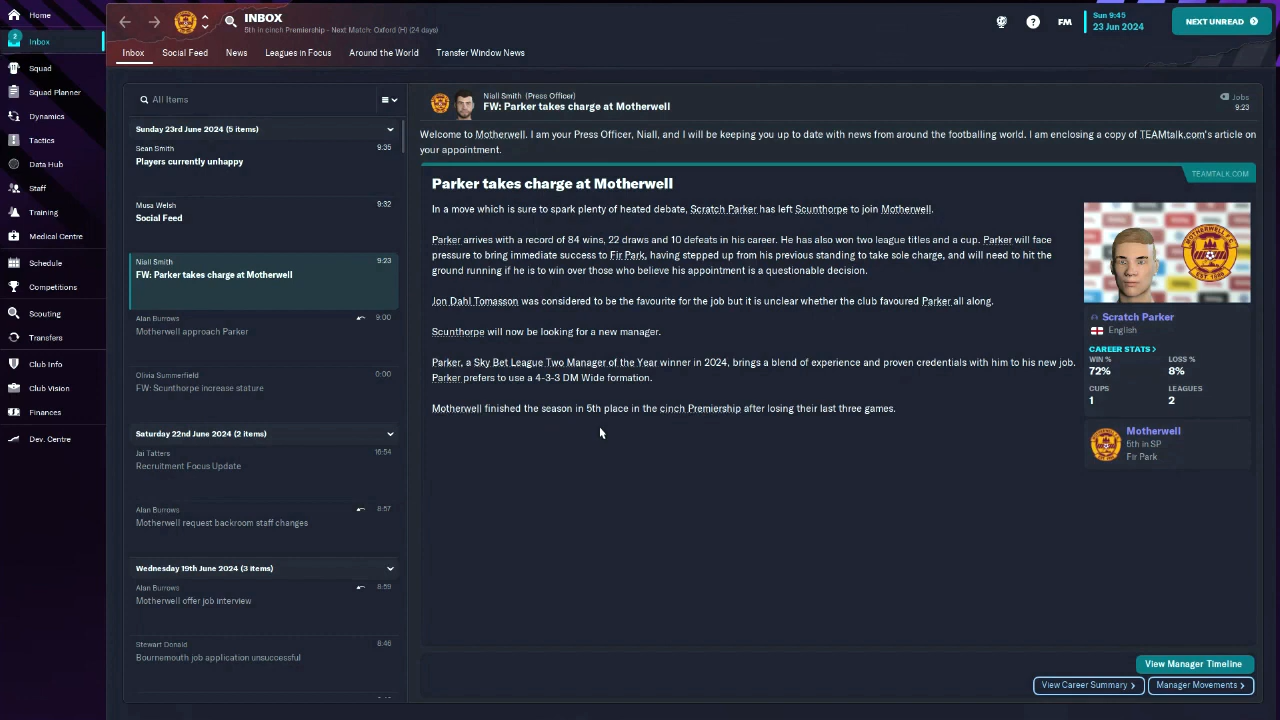 Home
2
Inbox
Squad
Squad Planner
Dynamics
Tactics
Data Hub
Staff
Training
Medical Centre
Schedule
Competitions
Scouting
Transfers
Club Info
Club Vision
Finances
Dev. Centre
INBOX
5th in cinch Premiership - Next Match: Oxford (H) (24 days)
?
FM
Sun 9:45
23 Jun 2024
NEXT UNREAD
Inbox
Social Feed
News
Leagues in Focus
Around the World
Transfer Window News
All Items
Sunday 23rd June 2024 (5 items)
Sean Smith
9:35
Players currently unhappy
Musa Welsh
9:32
Social Feed
Niall Smith
9:23
FW: Parker takes charge at Motherwell
Alan Burrows
9:00
Motherwell approach Parker
Olivia Summerfield
0:00
FW: Scunthorpe increase stature
Saturday 22nd June 2024 (2 items)
Jai Tatters
16:54
Recruitment Focus Update
Alan Burrows
8:57
Motherwell request backroom staff changes
Wednesday 19th June 2024 (3 items)
Alan Burrows
8:59
Motherwell offer job interview
Stewart Donald
8:46
Bournemouth job application unsuccessful
Niall Smith (Press Officer)
FW: Parker takes charge at Motherwell
Jobs
9:23
Welcome to Motherwell. I am your Press Officer, Niall, and I will be keeping you up to date with news from around the footballing world. I am enclosing a copy of TEAMtalk.com's article on
your appointment.
TEAMTALK.COM
Parker takes charge at Motherwell
In a move which is sure to spark plenty of heated debate, Scratch Parker has left Scunthorpe to join Motherwell.
Parker arrives with a record of 84 wins, 22 draws and 10 defeats in his career. He has also won two league titles and a cup. Parker will face
pressure to bring immediate success to Fir Park, having stepped up from his previous standing to take sole charge, and will need to hit the
ground running if he is to win over those who believe his appointment is a questionable decision.
Jon Dahl Tomasson was considered to be the favourite for the job but it is unclear whether the club favoured Parker all along.
Scunthorpe will now be looking for a new manager.
Parker, a Sky Bet League Two Manager of the Year winner in 2024, brings a blend of experience and proven credentials with him to his new job.
Parker prefers to use a 4-3-3 DM Wide formation.
Motherwell finished the season in 5th place in the cinch Premiership after losing their last three games.
Scratch Parker
English
CAREER STATS >
WIN %
LOSS %
72%
8%
CUPS
LEAGUES
1
2
Motherwell
5th in SP
Fir Park
View Manager Timeline
View Career Summary >
Manager Movements >